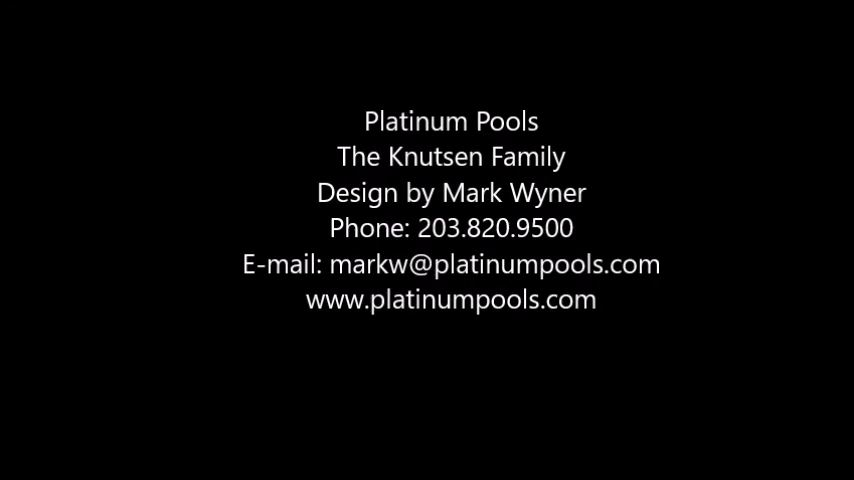 Platinum Pools
The Knutsen Family
Design by Mark Wyner
Phone: 203.820.9500
E-mail: markw@platinumpools.com
www.platinumpools.com